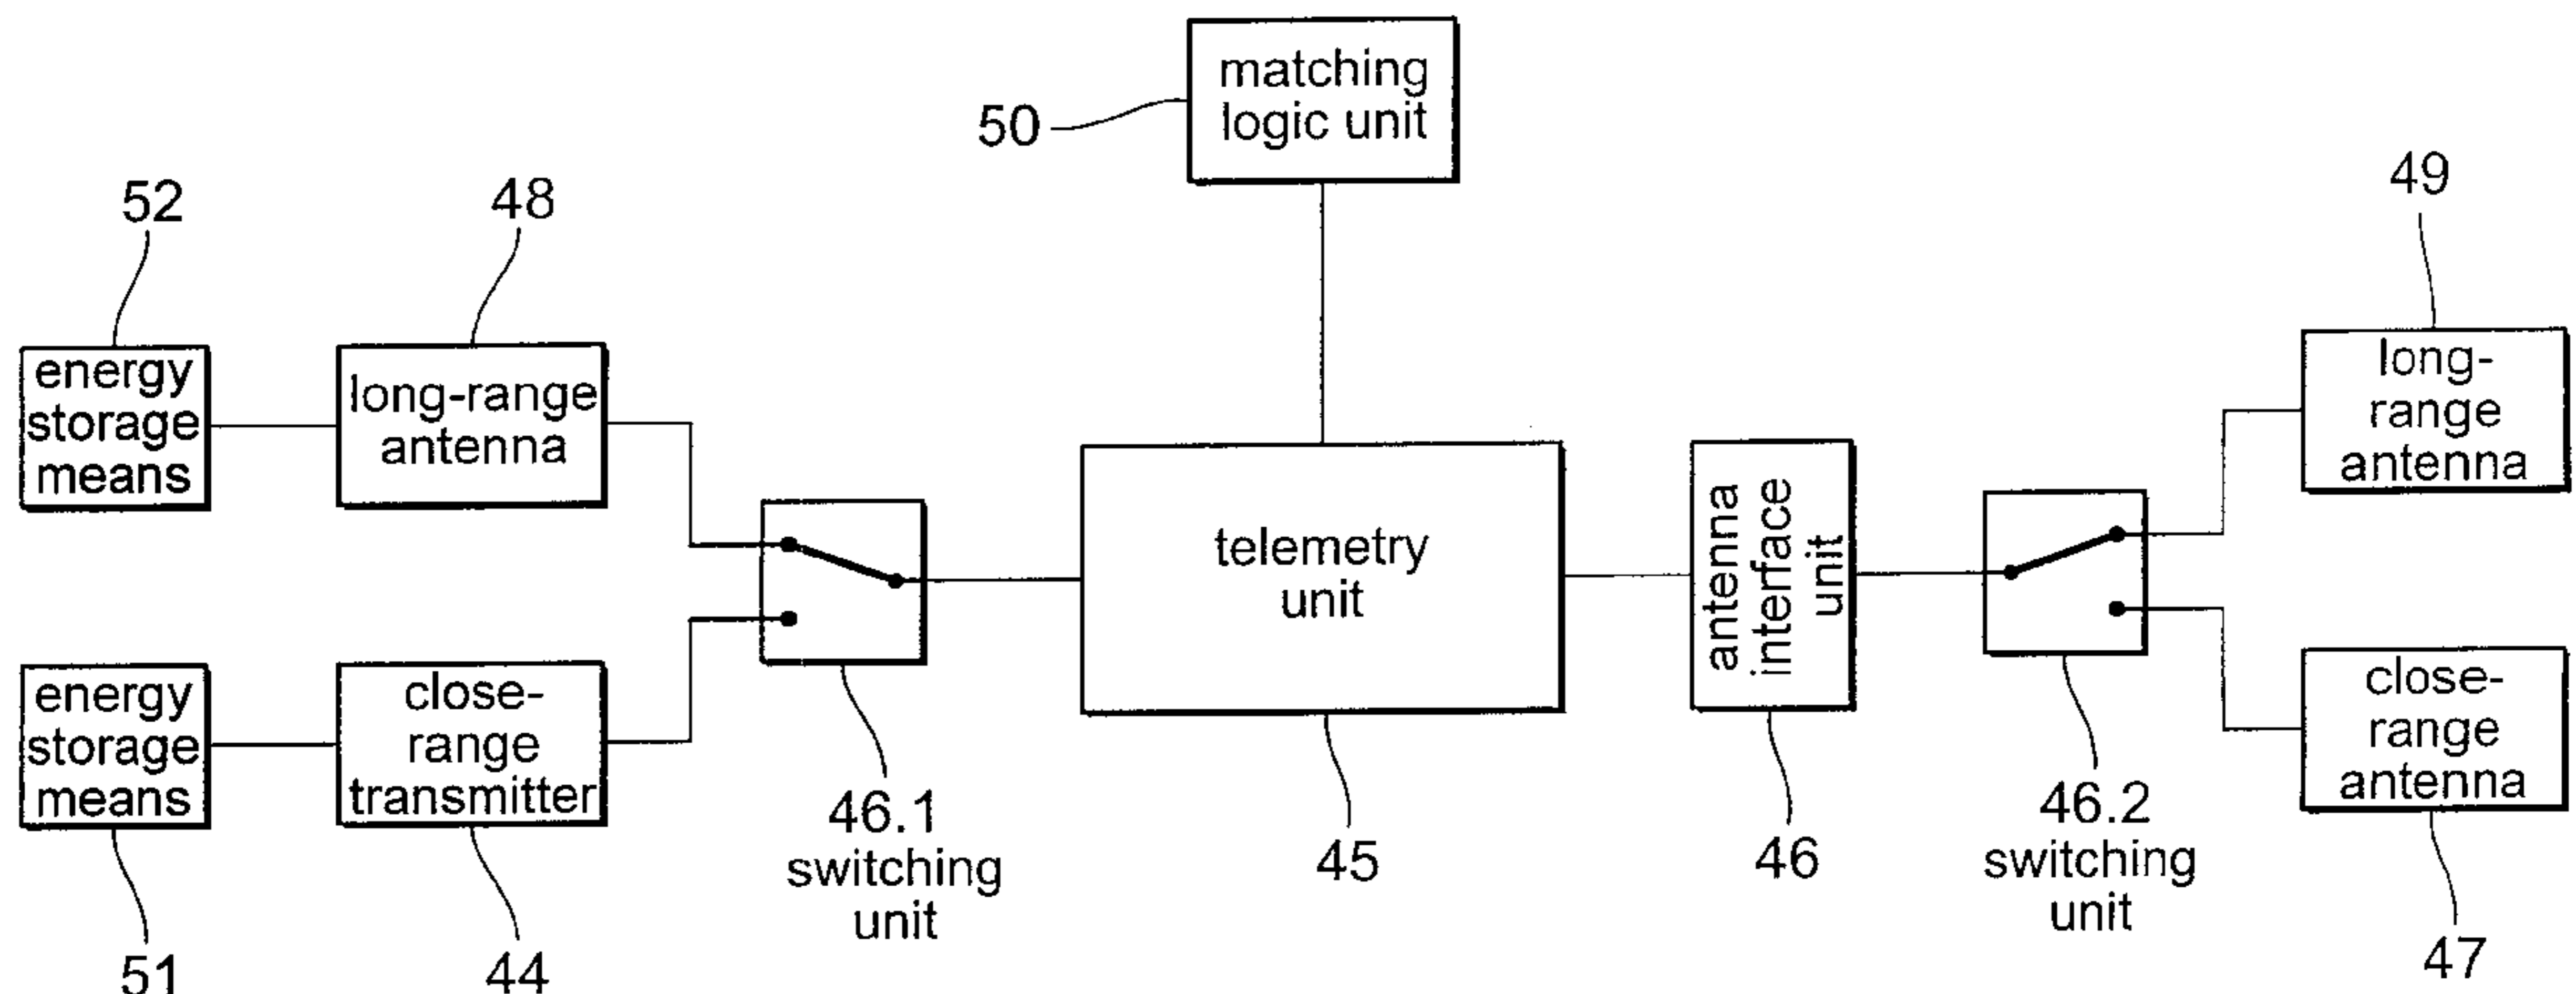 matching
logic unit
50
52
48
49
energy
storage
means
long-range
antenna
long-
range
antenna
telemetry
unit
antenna
interface
unit
energy
storage
means
close-
range
transmitter
close-
range
antenna
46.1
switching
unit
45
46
46.2
switching
unit
51
44
47